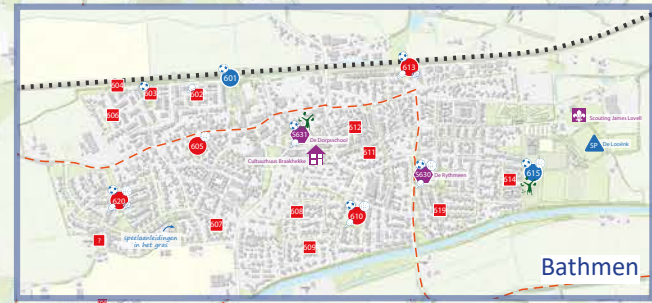 613
601
604
603
602
606
Scouting James Lovell
612
S631
De Dorpsschool
SP
De Looënk
605
Cultuurhuus Braakhekke
611
S630
De Rythmeen
614
615
620
608
610
619
607
speelaanleidingen
in het gras
?
609
Bathmen